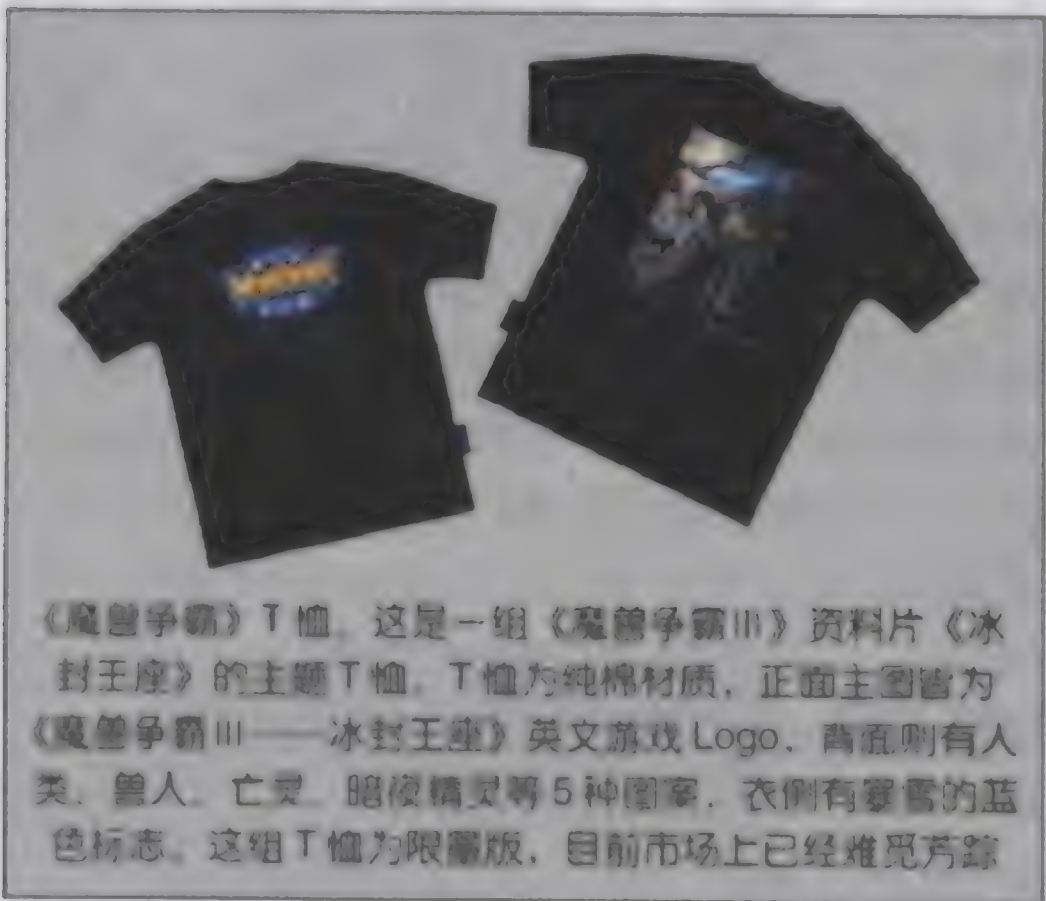 《魔兽争霸》T恤。这是一组《魔兽争霸III》资料片《冰
封王座》的主题T恤。T恤为纯棉材质，正面主图皆为
《魔兽争霸III——冰封王座》英文游戏Logo，背面则有人
类、兽人、亡灵、暗夜精灵等5种图案，衣侧有暴雪的蓝
色标志。这组T恤为限量版，目前市场上已经难觅芳踪